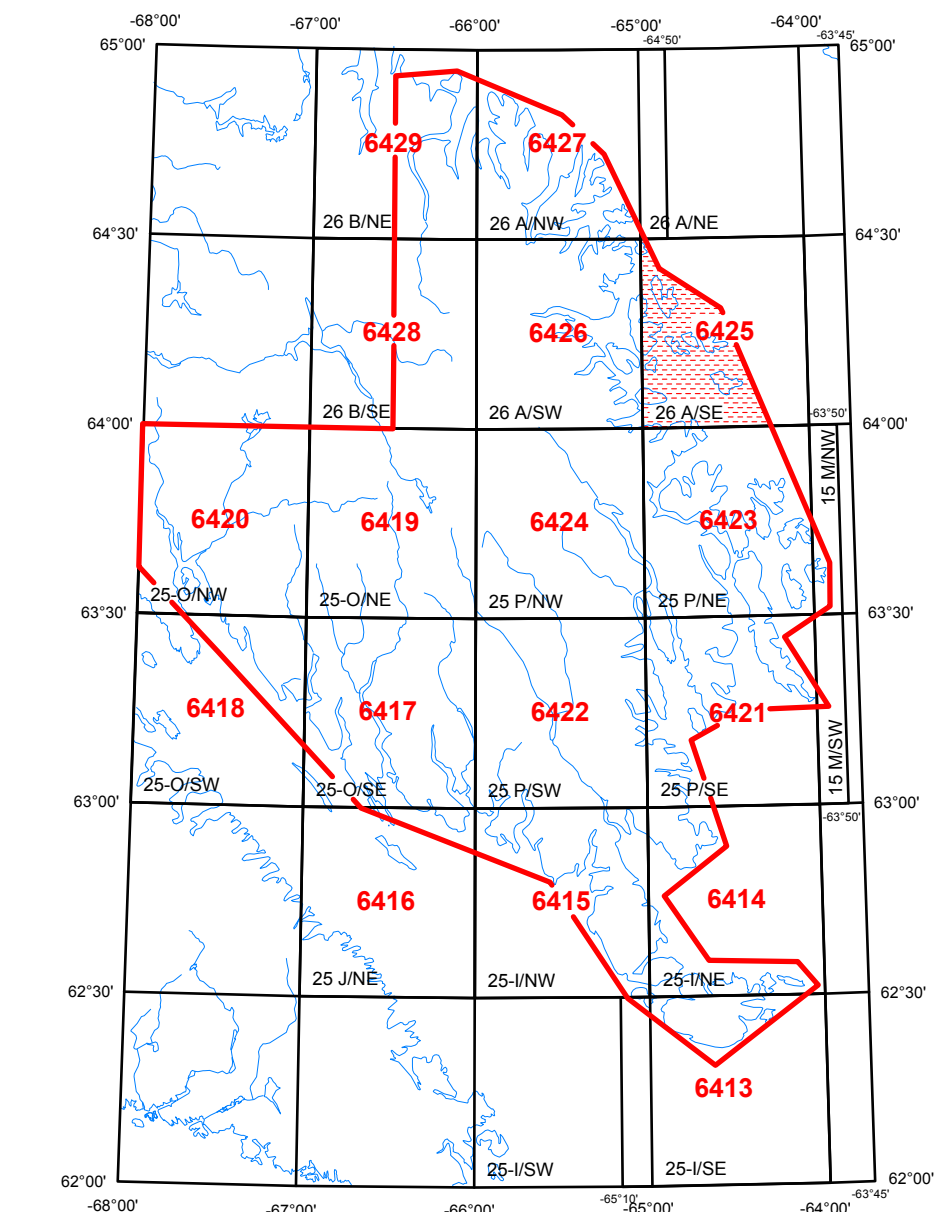 -68°00'
-67°00'
-66°00'
-65°00'
-64°00'
-64°50'
-63°45'
65°00'
65°00'
6429
6427
26 B/NE
26 A/NW
26 A/NE
64°30'
64°30'
6428
6426
6425
26 B/SE
26 A/SW
26 A/SE
-63°50'
64°00'
64°00'
15 M/NW
6420
6419
6424
6423
25-O/NW
25-O/NE
25 P/NW
25 P/NE
63°30'
63°30'
6418
6417
6422
6421
15 M/SW
25-O/SW
25-O/SE
25 P/SW
25 P/SE
63°00'
63°00'
-63°50'
6416
6415
6414
25 J/NE
25-I/NW
25-I/NE
62°30'
62°30'
6413
25-I/SW
25-I/SE
62°00'
62°00'
-68°00'
-67°00'
-66°00'
-65°10'
-65°00'
-64°00'
-63°45'